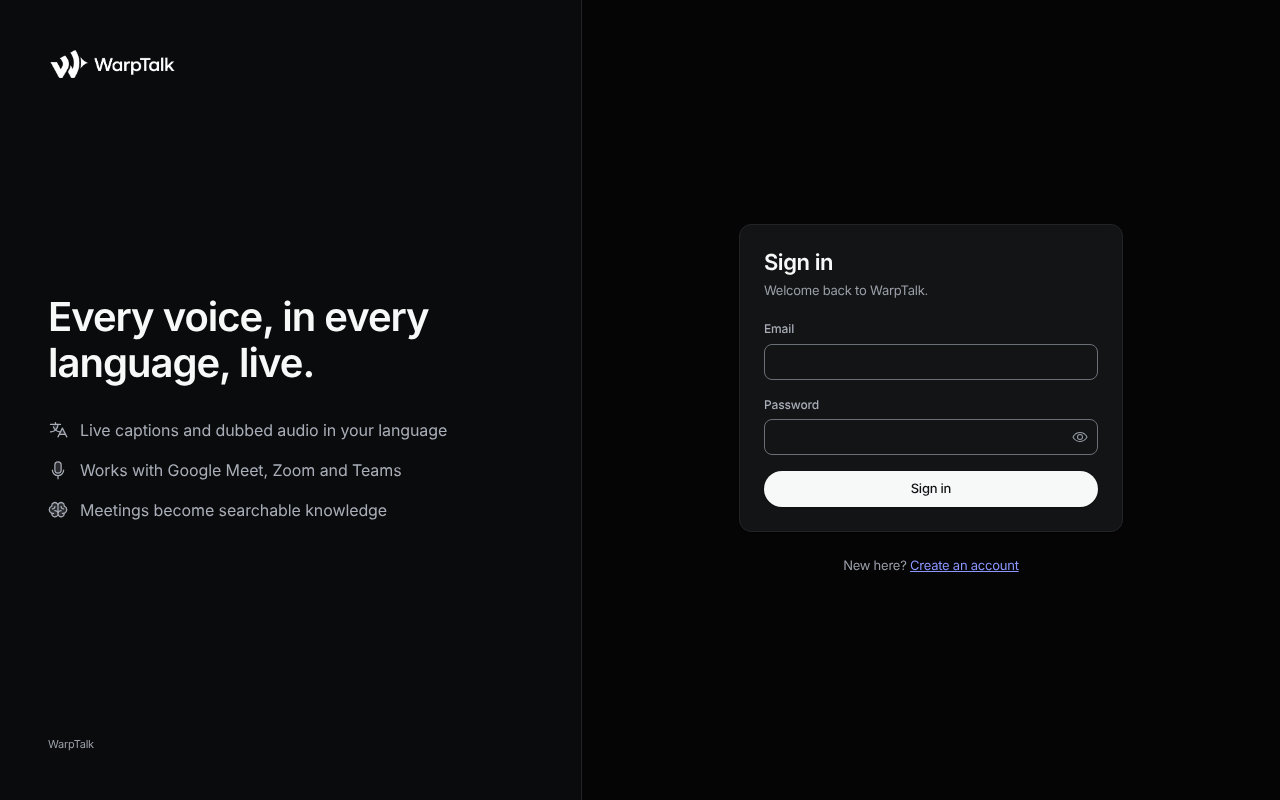 WarpTalk
Every voice, in every
language, live.
Live captions and dubbed audio in your language
Works with Google Meet, Zoom and Teams
Meetings become searchable knowledge
WarpTalk
Sign in
Welcome back to WarpTalk.
Email
Password
Sign in
New here? Create an account